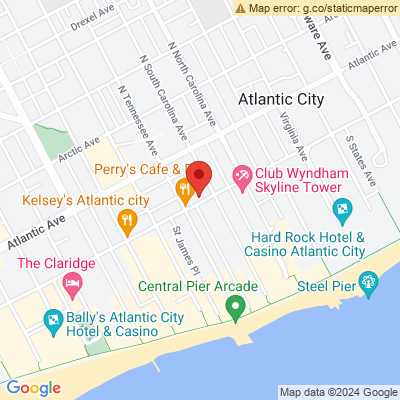 Map error: g.co/staticmaperror
Drexel Ave
N South Carolina Ave
N North Carolina Ave
N Tennessee Ave
ware Ave
Atlantic Ave
Atlantic City
Virginia Ave
S States Ave
Arctic Ave
Perry's Cafe &
Kelsey's Atlantic city
Club Wyndham
Skyline Tower
Atlantic Ave
St James Pl
Hard Rock Hotel &
Casino Atlantic City
The Claridge
Central Pier Arcade
Steel Pier
Bally's Atlantic City
Hotel & Casino
Google
Map data ©2024 Google